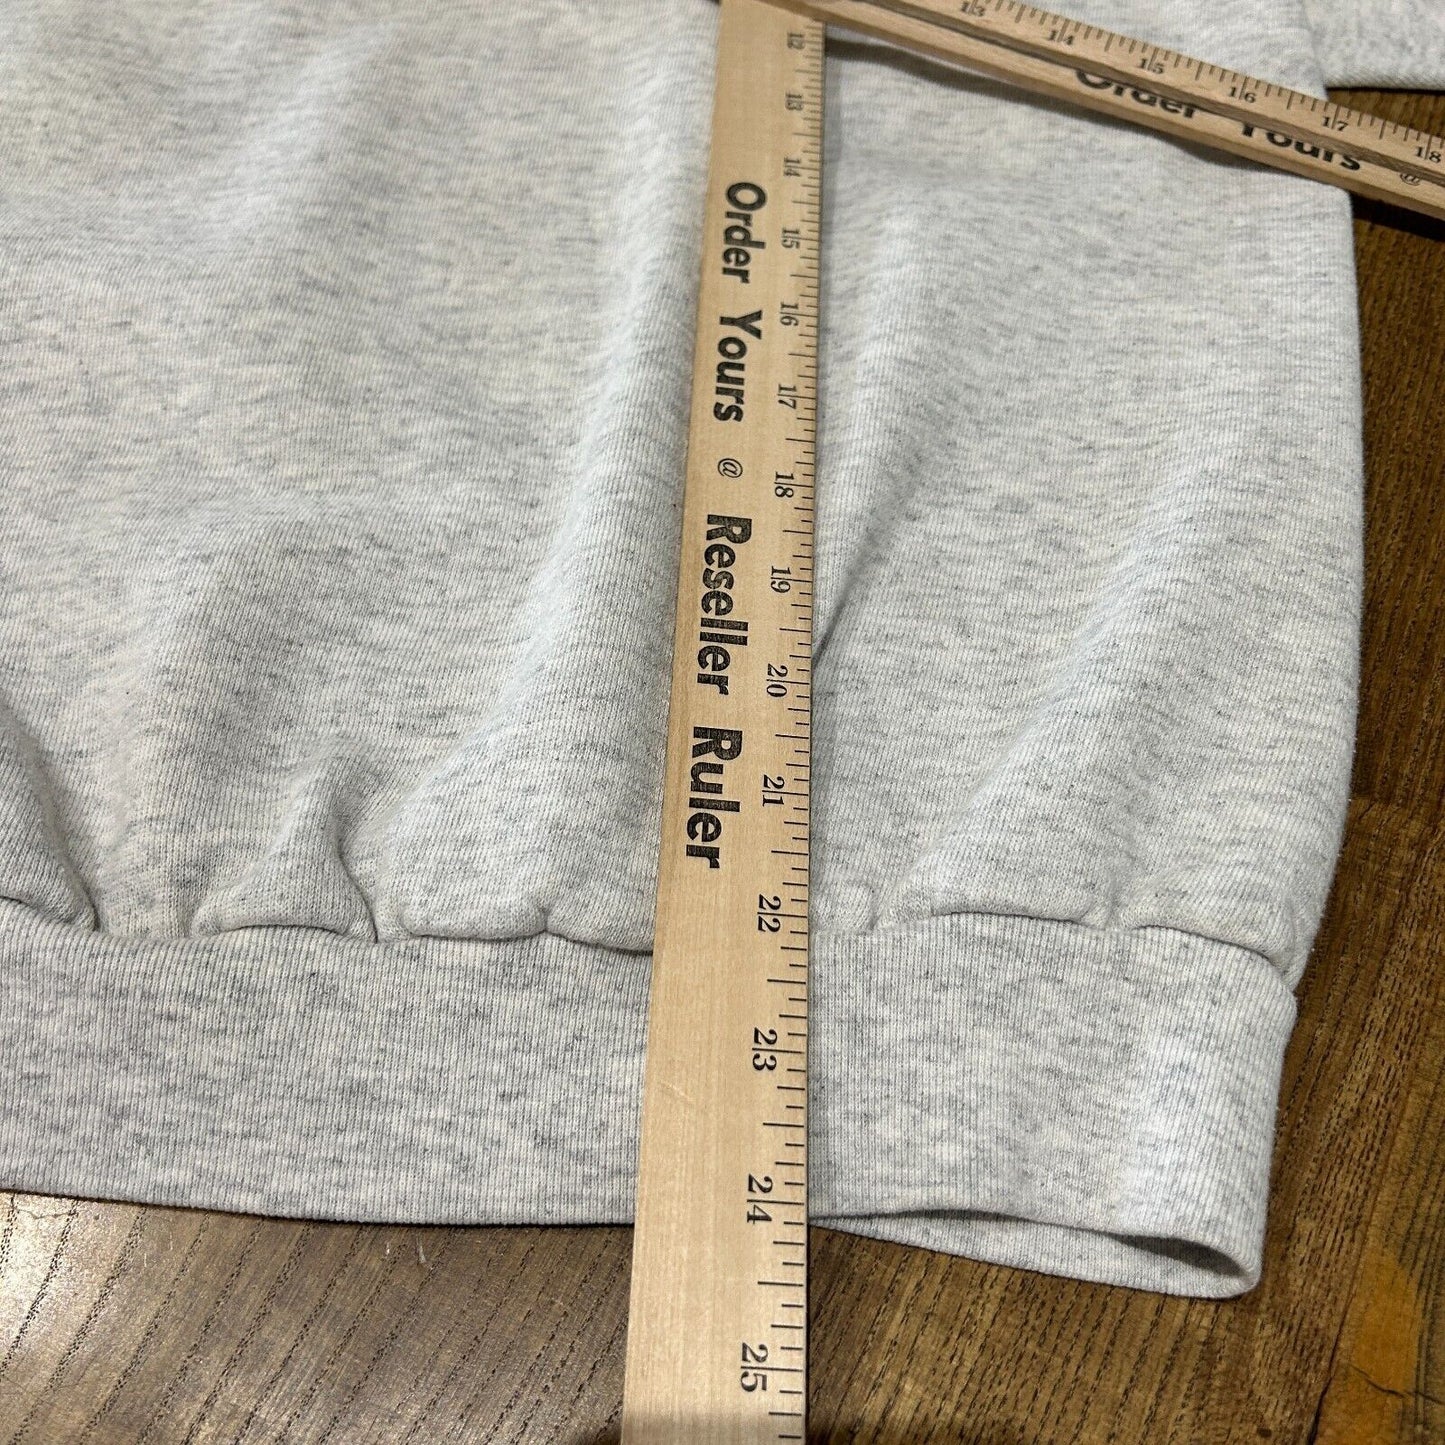 12 13 14 15 16 17 18 19 20 21 22 23 24 25
Order Yours @ Reseller Ruler
13 14 15 16 17 18
Order Yours @